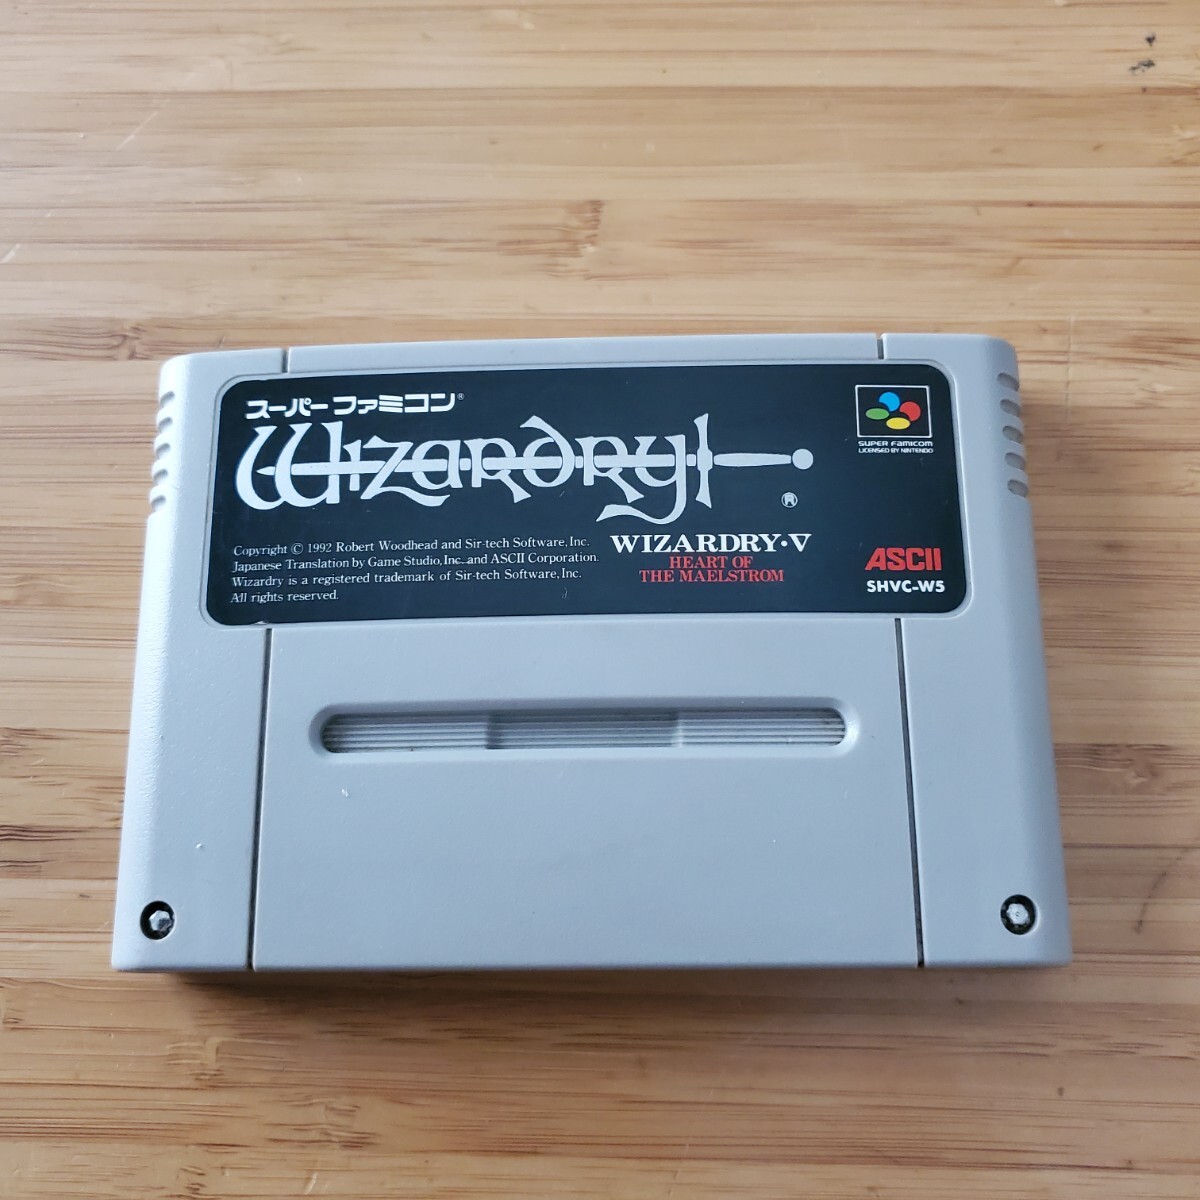 スーパーファミコン®
Wizardry
®
SUPER FAMICOM
LICENSED BY NINTENDO
Copyright © 1992 Robert Woodhead and Sir-tech Software, Inc.
Japanese Translation by Game Studio, Inc. and ASCII Corporation.
Wizardry is a registered trademark of Sir-tech Software, Inc.
All rights reserved.
WIZARDRY・V
HEART OF
THE MAELSTROM
ASCII
SHVC-W5